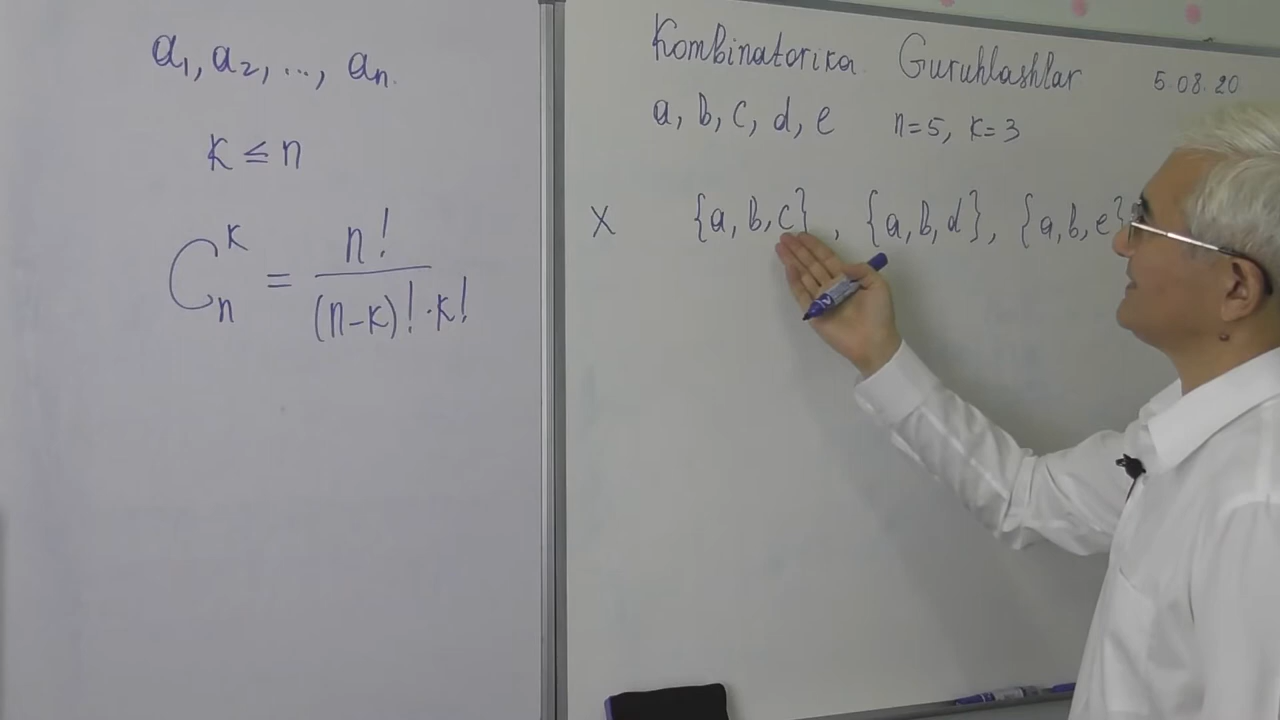 a₁, a₂, ..., aₙ.
K ≤ n
Cₙᴷ = n! / (n-K)! · K!
Kombinatorika Guruhlashlar 5.08.20
a, b, c, d, e n=5, K=3
X {a, b, c}, {a, b, d}, {a, b, e}